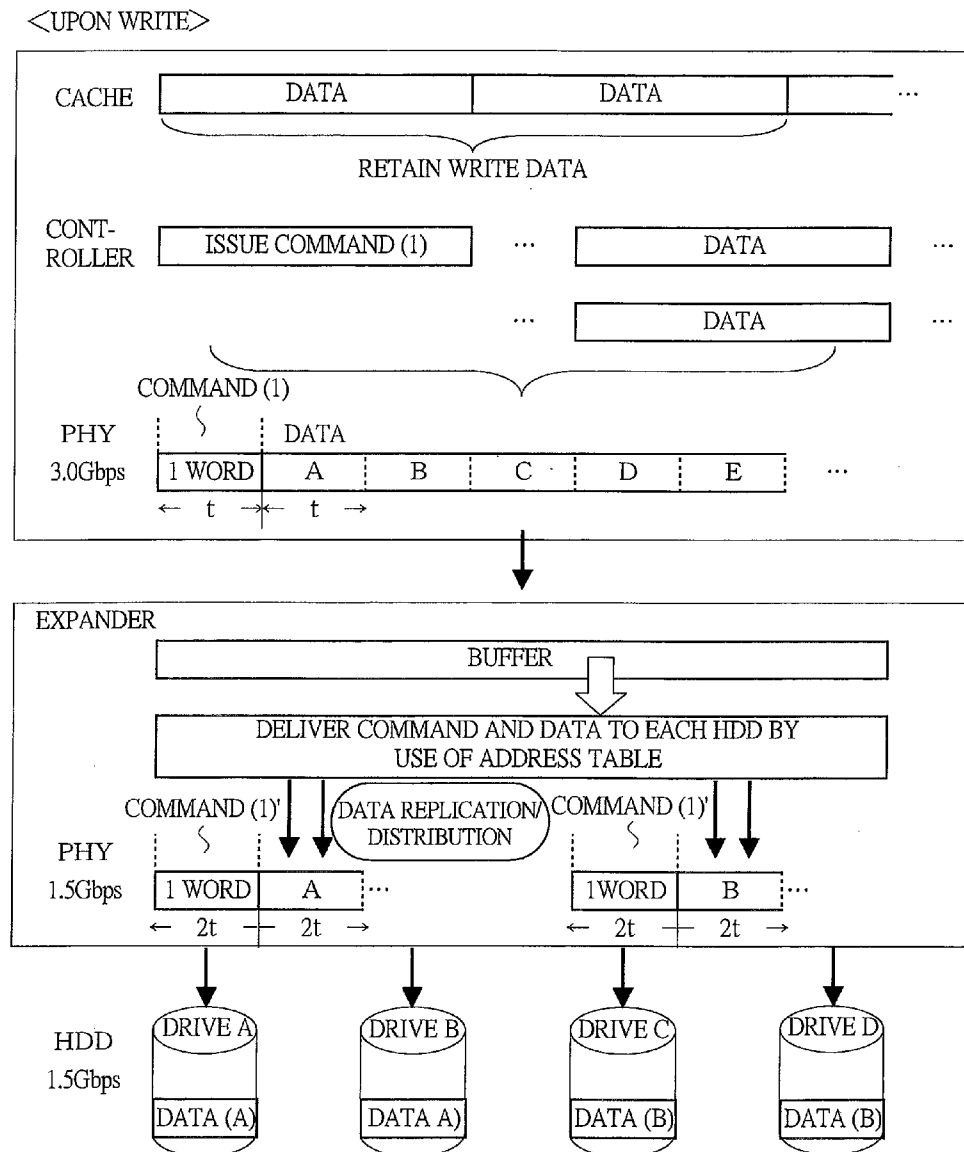 <UPON WRITE>
CACHE DATA DATA ...
RETAIN WRITE DATA
CONT-
ROLLER ISSUE COMMAND (1) ... DATA ...
... DATA ...
COMMAND (1)
PHY DATA
3.0Gbps 1 WORD A B C D E ...
← t → ← t →
EXPANDER
BUFFER
DELIVER COMMAND AND DATA TO EACH HDD BY
USE OF ADDRESS TABLE
COMMAND (1)' DATA REPLICATION/ COMMAND (1)'
DISTRIBUTION
PHY
1.5Gbps 1 WORD A ... 1WORD B ...
← 2t → ← 2t → ← 2t → ← 2t →
DRIVE A DRIVE B DRIVE C DRIVE D
HDD
1.5Gbps
DATA (A) DATA A) DATA (B) DATA (B)